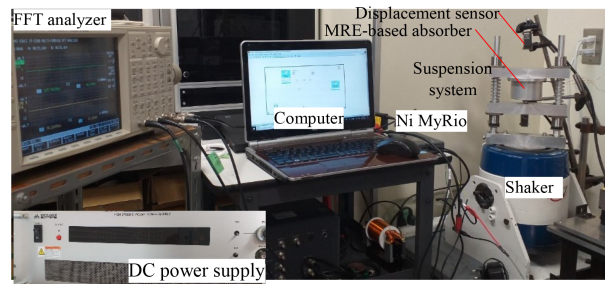 FFT analyzer
Displacement sensor
MRE-based absorber
Suspension
system
Computer
Ni MyRio
Shaker
DC power supply